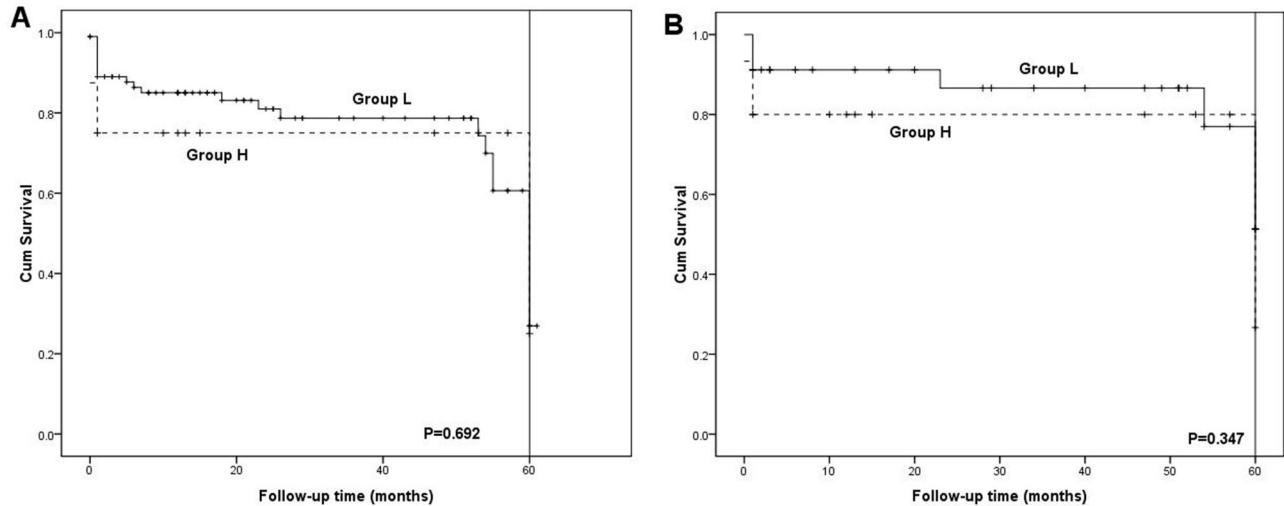 A
Cum Survival
1.0
0.8
0.6
0.4
0.2
0.0
Group L
Group H
P=0.692
0 20 40 60
Follow-up time (months)
B
Cum Survival
1.0
0.8
0.6
0.4
0.2
0.0
Group L
Group H
P=0.347
0 10 20 30 40 50 60
Follow-up time (months)